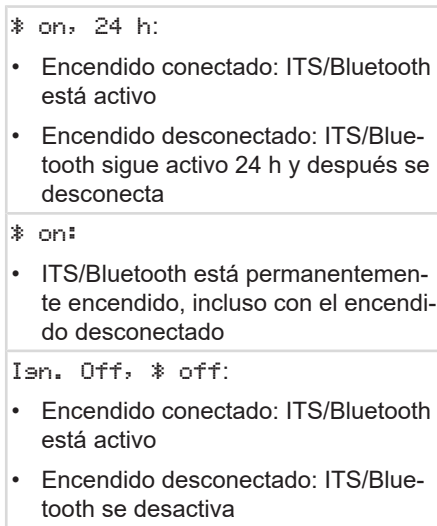 ᛒ on, 24 h:
• Encendido conectado: ITS/Bluetooth
está activo
• Encendido desconectado: ITS/Blue-
tooth sigue activo 24 h y después se
desconecta
ᛒ on:
• ITS/Bluetooth está permanentemen-
te encendido, incluso con el encendi-
do desconectado
Ign. Off, ᛒ off:
• Encendido conectado: ITS/Bluetooth
está activo
• Encendido desconectado: ITS/Blue-
tooth se desactiva